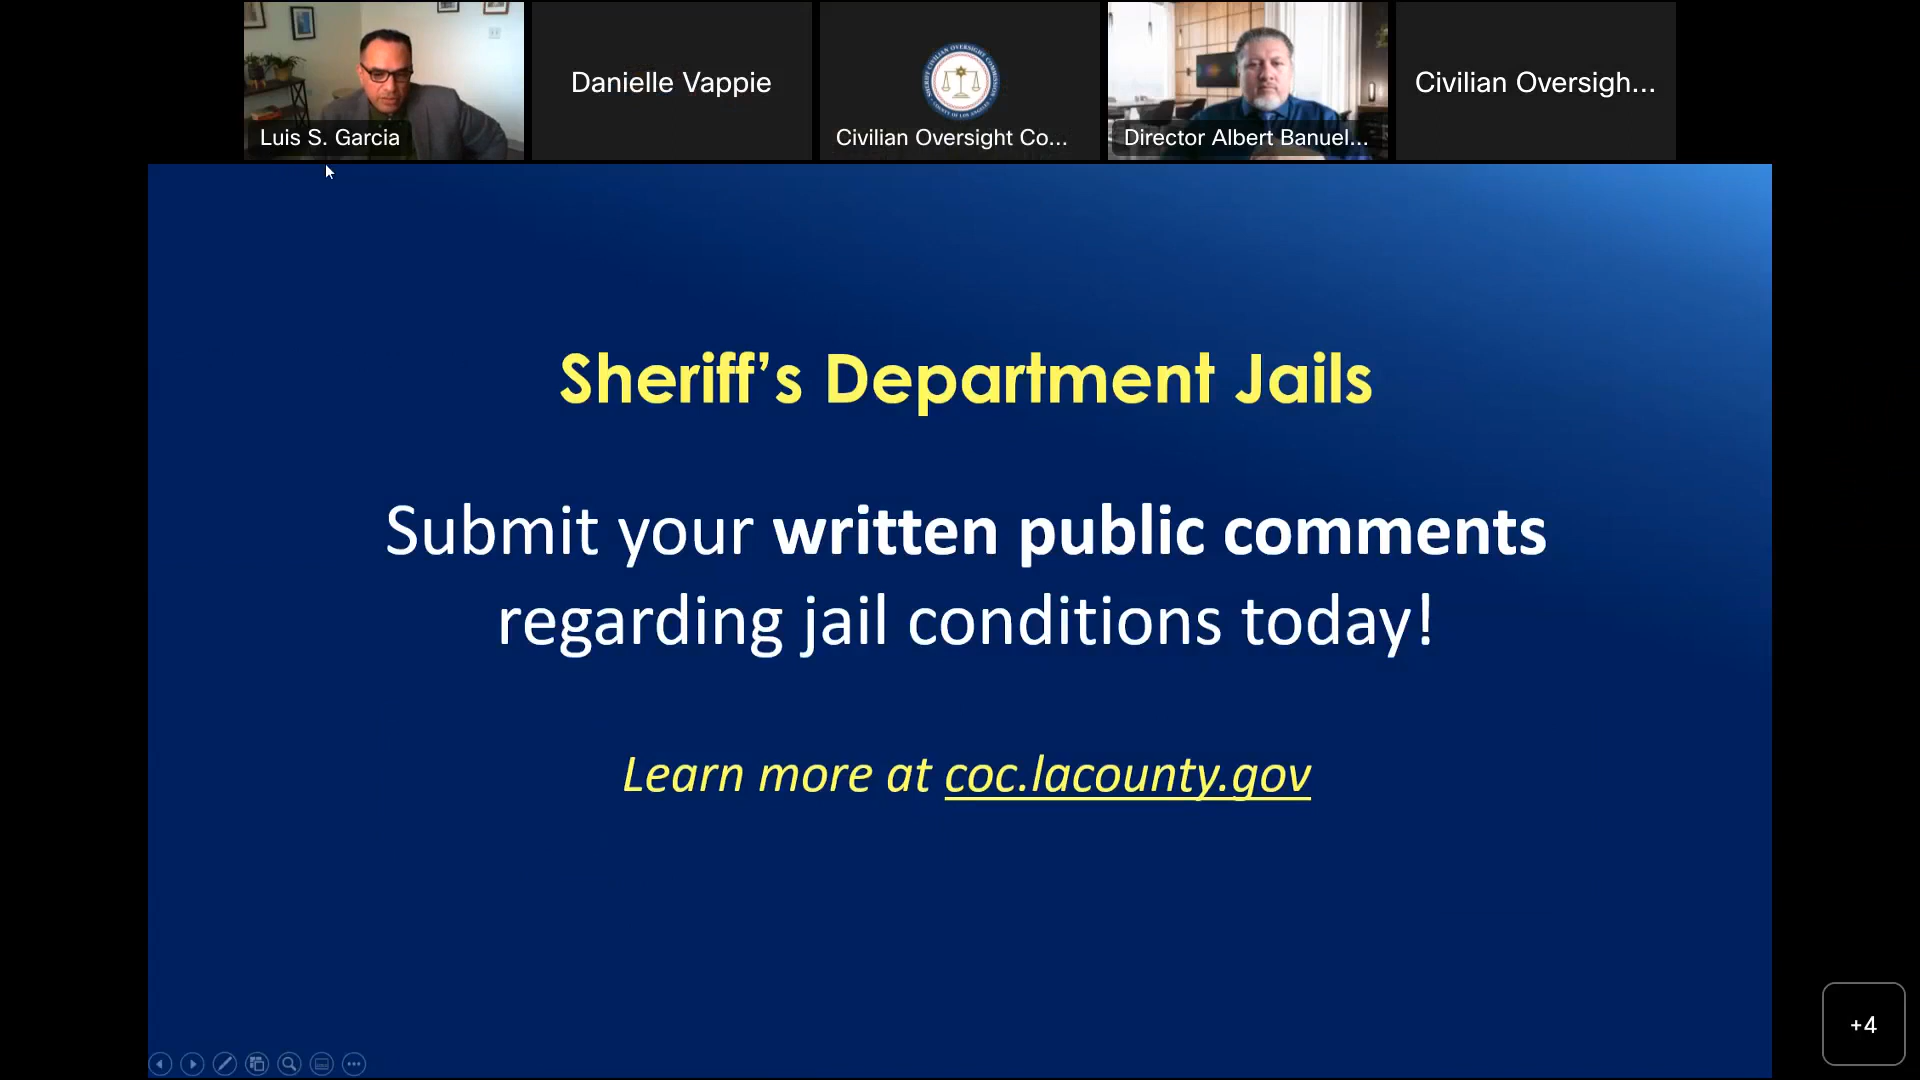 Luis S. Garcia
Danielle Vappie
Civilian Oversight Co...
Director Albert Banuel...
Civilian Oversigh...
Sheriff’s Department Jails
Submit your written public comments
regarding jail conditions today!
Learn more at coc.lacounty.gov
+4